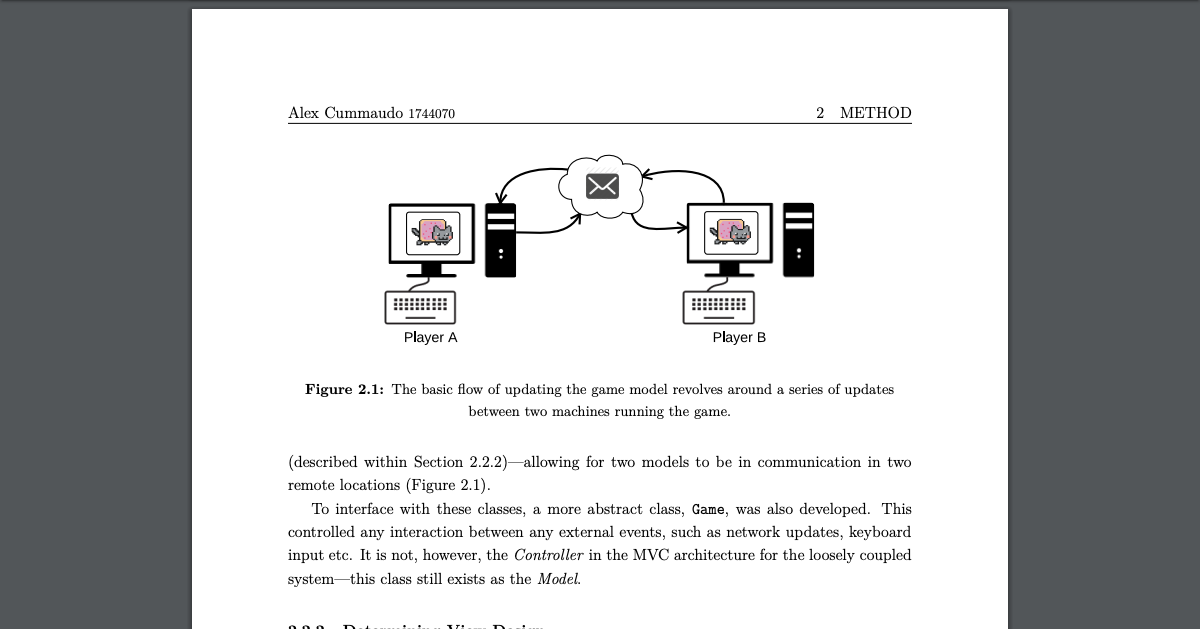 Alex Cummaudo 1744070 2 METHOD
Player A Player B
Figure 2.1: The basic flow of updating the game model revolves around a series of updates
between two machines running the game.
(described within Section 2.2.2)—allowing for two models to be in communication in two
remote locations (Figure 2.1).
To interface with these classes, a more abstract class, Game, was also developed. This
controlled any interaction between any external events, such as network updates, keyboard
input etc. It is not, however, the Controller in the MVC architecture for the loosely coupled
system—this class still exists as the Model.
Determining View Design